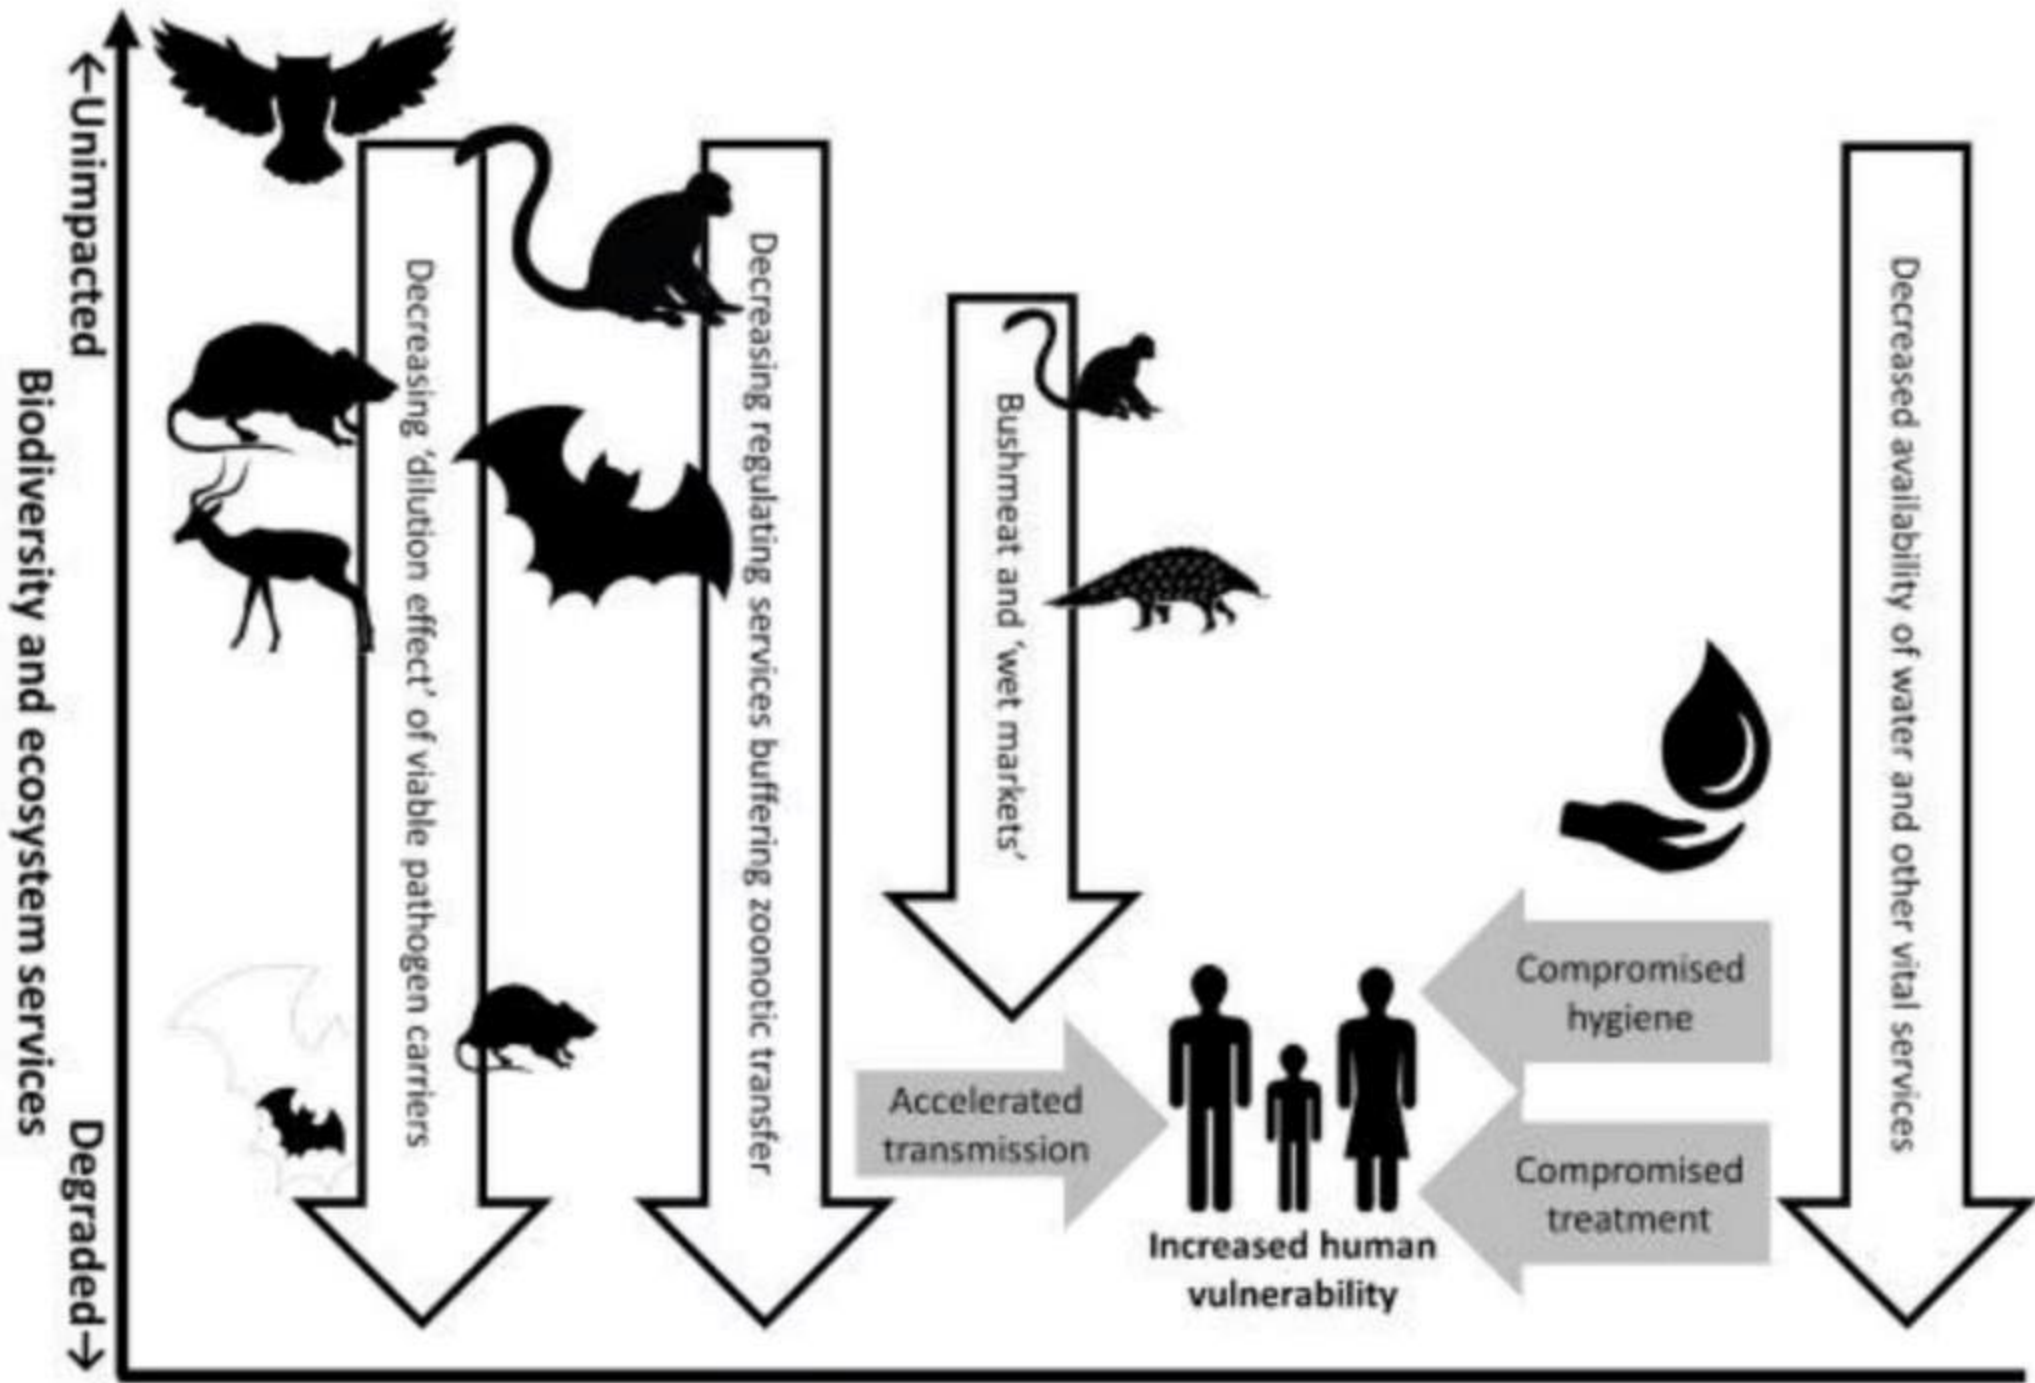 ←Unimpacted
Biodiversity and ecosystem services
Degraded→
Decreasing ‘dilution effect’ of viable pathogen carriers
Decreasing regulating services buffering zoonotic transfer
Bushmeat and ‘wet markets’
Decreased availability of water and other vital services
Accelerated
transmission
Compromised
hygiene
Compromised
treatment
Increased human
vulnerability